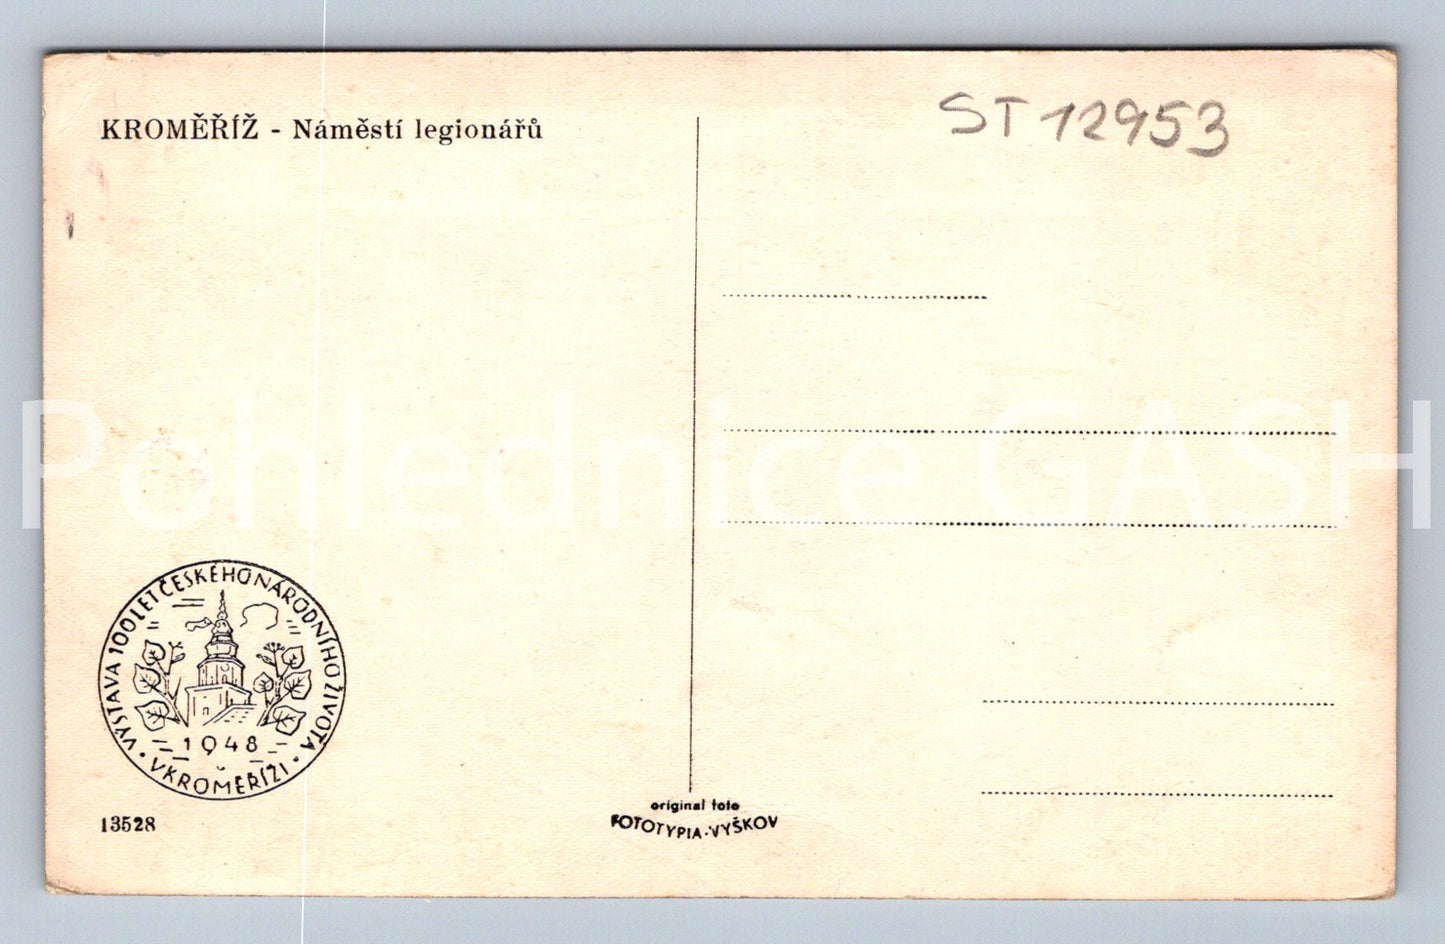 KROMĚŘÍŽ - Náměstí legionářů
ST 12953
Pohlednice GASH
VÝSTAVA 100 LET ČESKÉHO NÁRODNÍHO ŽIVOTA
1948
• V KROMĚŘÍŽI •
13528
original foto
FOTOTYPIA-VYŠKOV